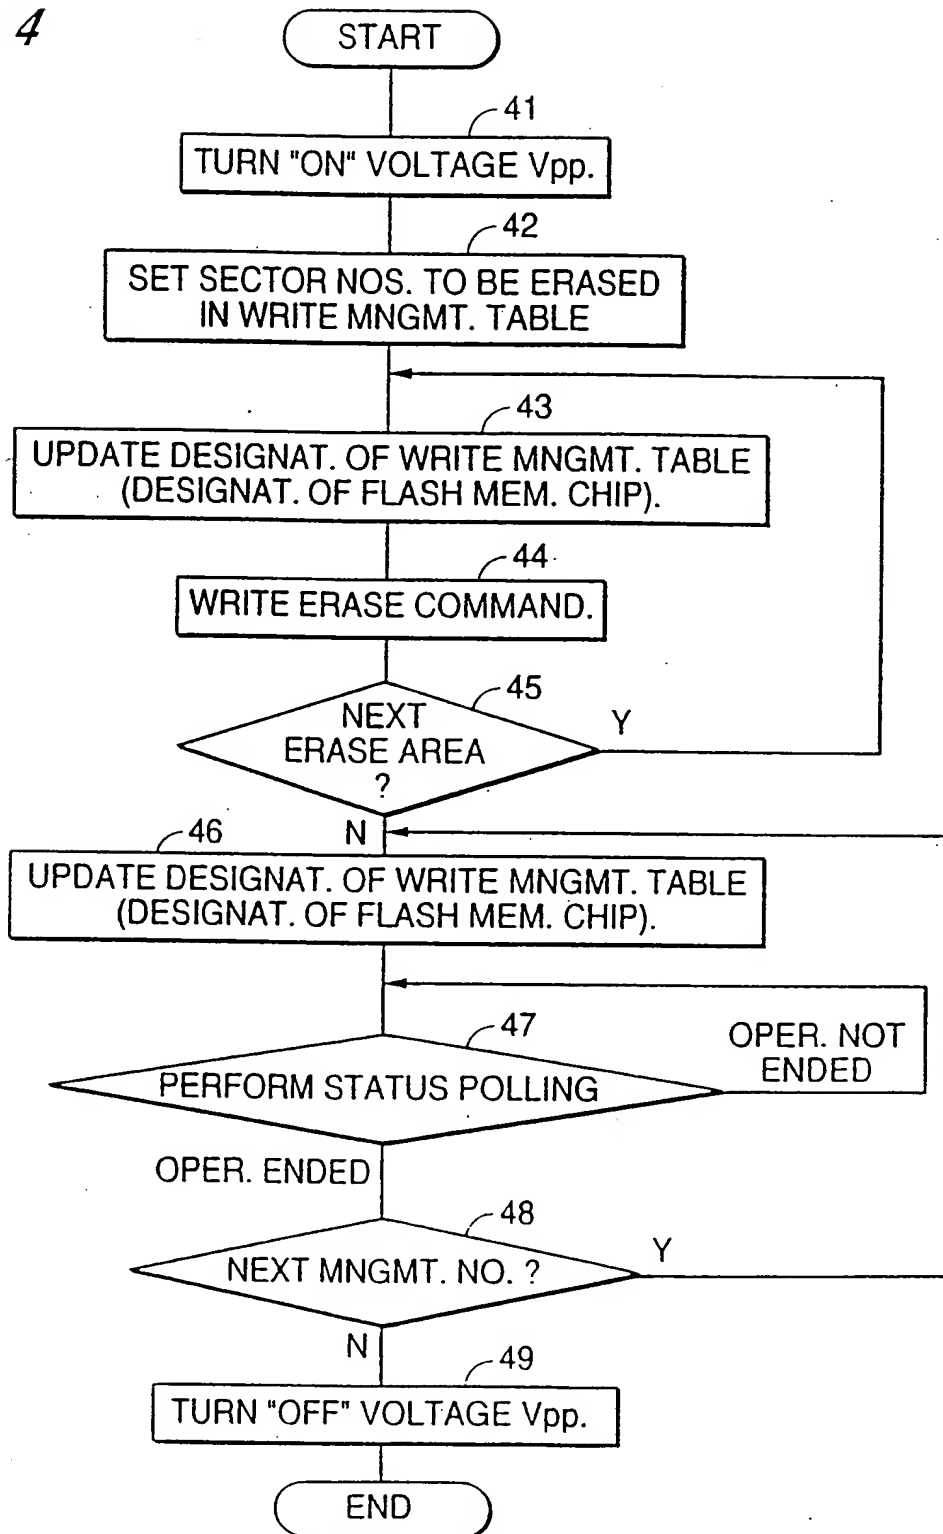 4
START
41
TURN "ON" VOLTAGE Vpp.
42
SET SECTOR NOS. TO BE ERASED
IN WRITE MNGMT. TABLE
43
UPDATE DESIGNAT. OF WRITE MNGMT. TABLE
(DESIGNAT. OF FLASH MEM. CHIP).
44
WRITE ERASE COMMAND.
45
NEXT
ERASE AREA
?
Y
N
46
UPDATE DESIGNAT. OF WRITE MNGMT. TABLE
(DESIGNAT. OF FLASH MEM. CHIP).
47
PERFORM STATUS POLLING
OPER. NOT
ENDED
OPER. ENDED
48
NEXT MNGMT. NO. ?
Y
N
49
TURN "OFF" VOLTAGE Vpp.
END